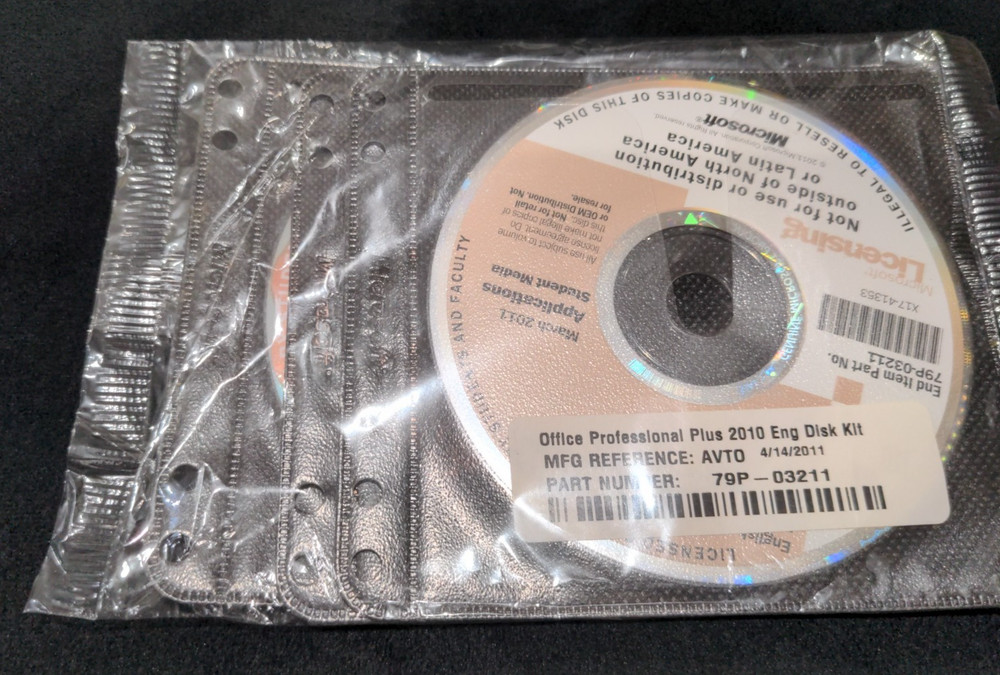 Office Professional Plus 2010 Eng Disk Kit
MFG REFERENCE: AVTO 4/14/2011
PART NUMBER: 79P-03211
ILLEGAL TO RESELL OR MAKE COPIES OF THIS DISK
Microsoft
Not for use or distribution
outside of North America
or Latin America
Microsoft
Licensing
X17-41353
End Item Part No.
79P-03211
All use subject to volume
license agreement. Do
not make illegal copies of
this disc. Not for retail
or OEM Distribution. Not
for resale.
March 2011
Applications
Student Media
AND FACULTY
LICENSED
English